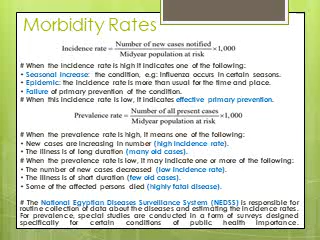 Morbidity Rates
Incidence rate = Number of new cases notified / Midyear population at risk × 1,000
# When the incidence rate is high it indicates one of the following:
• Seasonal increase: the condition, e.g: influenza occurs in certain seasons.
• Epidemic: the incidence rate is more than usual for the time and place.
• Failure of primary prevention of the condition.
# When this incidence rate is low, it indicates effective primary prevention.
Prevalence rate = Number of all present cases / Midyear population at risk × 1,000
# When the prevalence rate is high, it means one of the following:
• New cases are increasing in number (high incidence rate).
• The illness is of long duration (many old cases).
# When the prevalence rate is low, it may indicate one or more of the following:
• The number of new cases decreased (low incidence rate).
• The illness is of short duration (few old cases).
• Some of the affected persons died (highly fatal disease).
# The National Egyptian Diseases Surveillance System (NEDSS) is responsible for
routine collection of data about the diseases and estimating the incidence rates.
For prevalence, special studies are conducted in a form of surveys designed
specifically for certain conditions of public health importance.